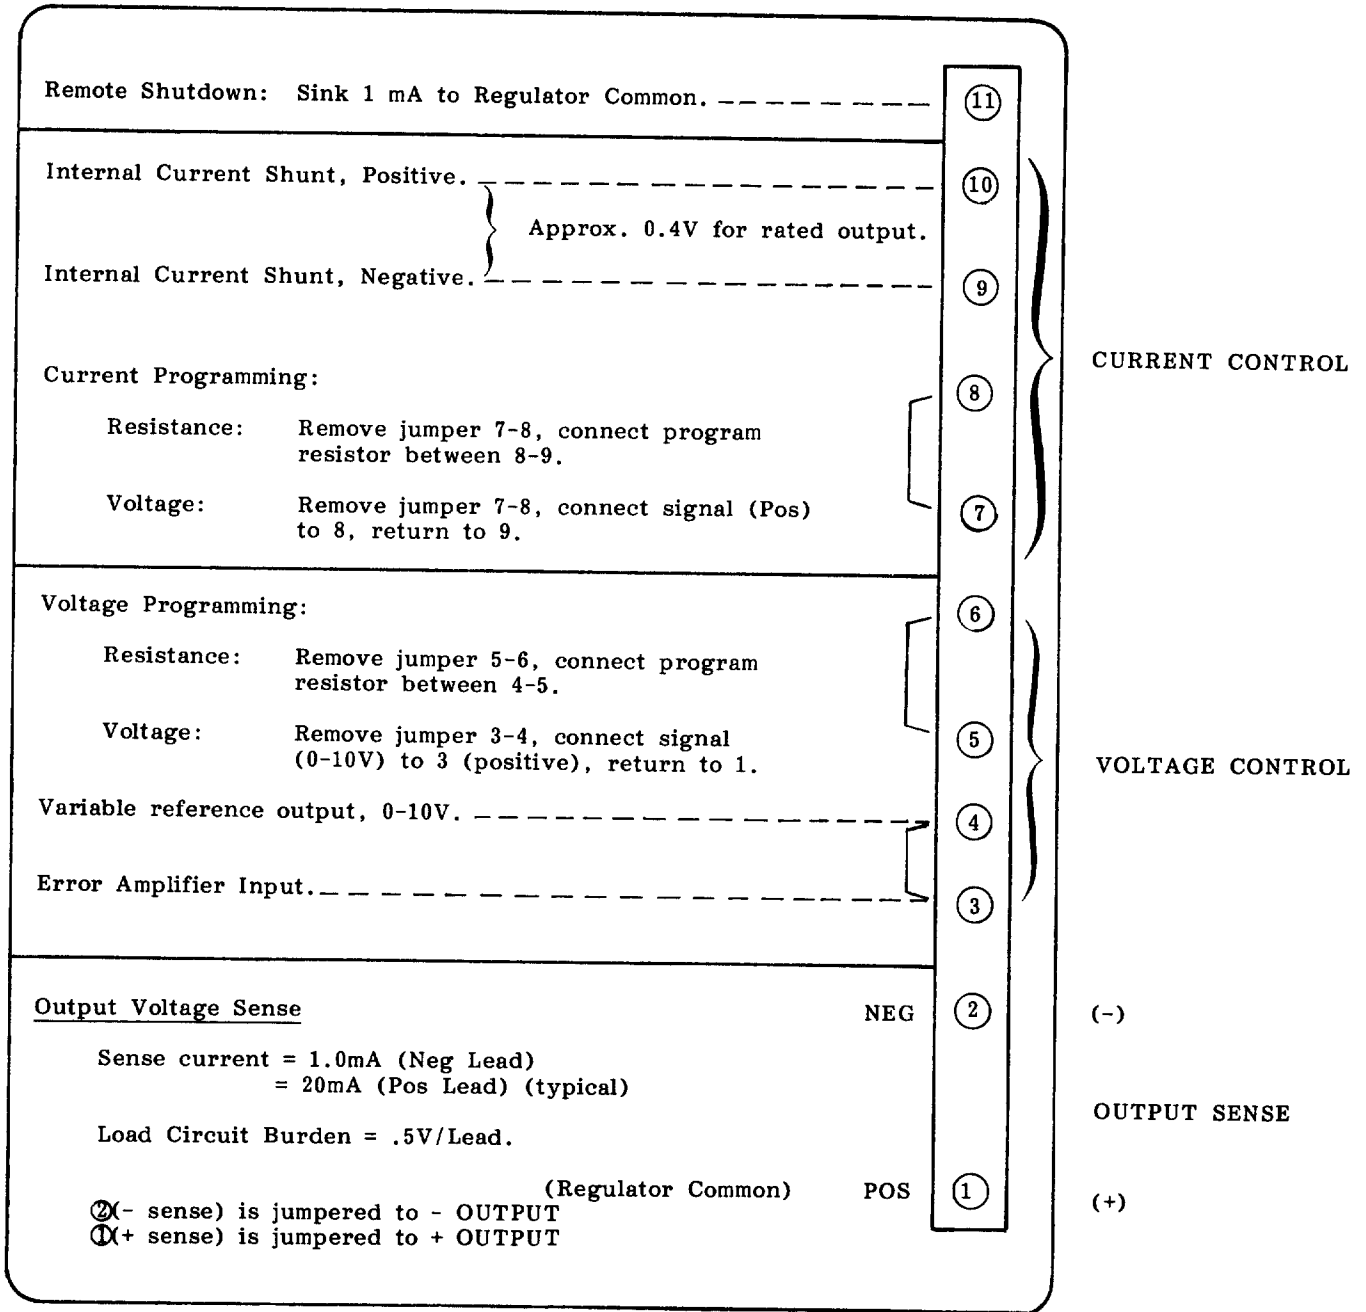 Remote Shutdown: Sink 1 mA to Regulator Common. 11
Internal Current Shunt, Positive. 10
Approx. 0.4V for rated output.
Internal Current Shunt, Negative. 9
CURRENT CONTROL
Current Programming: 8
Resistance: Remove jumper 7-8, connect program
resistor between 8-9.
Voltage: Remove jumper 7-8, connect signal (Pos) 7
to 8, return to 9.
Voltage Programming: 6
Resistance: Remove jumper 5-6, connect program
resistor between 4-5.
Voltage: Remove jumper 3-4, connect signal 5
(0-10V) to 3 (positive), return to 1.
VOLTAGE CONTROL
Variable reference output, 0-10V. 4
Error Amplifier Input. 3
Output Voltage Sense NEG 2 (-)
Sense current = 1.0mA (Neg Lead)
= 20mA (Pos Lead) (typical)
OUTPUT SENSE
Load Circuit Burden = .5V/Lead.
(Regulator Common) POS 1 (+)
②(- sense) is jumpered to - OUTPUT
①(+ sense) is jumpered to + OUTPUT